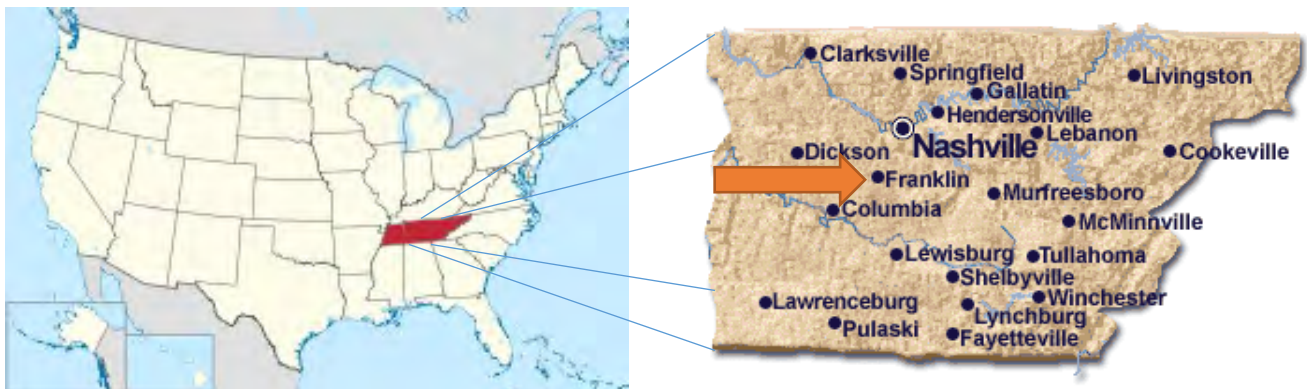 Clarksville
Springfield
Livingston
Gallatin
Hendersonville
Lebanon
Nashville
Dickson
Cookeville
Franklin
Murfreesboro
Columbia
McMinnville
Lewisburg
Tullahoma
Shelbyville
Winchester
Lawrenceburg
Lynchburg
Pulaski
Fayetteville